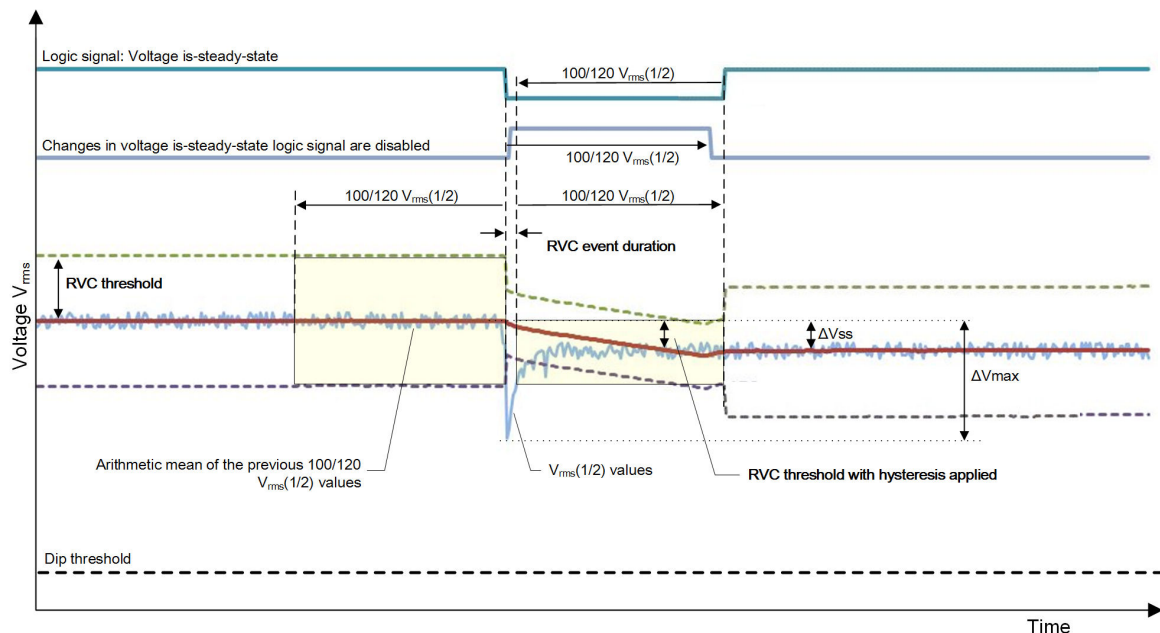 Logic signal: Voltage is-steady-state
100/120 Vrms(1/2)
Changes in voltage is-steady-state logic signal are disabled
100/120 Vrms(1/2)
100/120 Vrms(1/2)
100/120 Vrms(1/2)
RVC event duration
RVC threshold
Voltage Vrms
ΔVss
ΔVmax
Arithmetic mean of the previous 100/120
Vrms(1/2) values
Vrms(1/2) values
RVC threshold with hysteresis applied
Dip threshold
Time